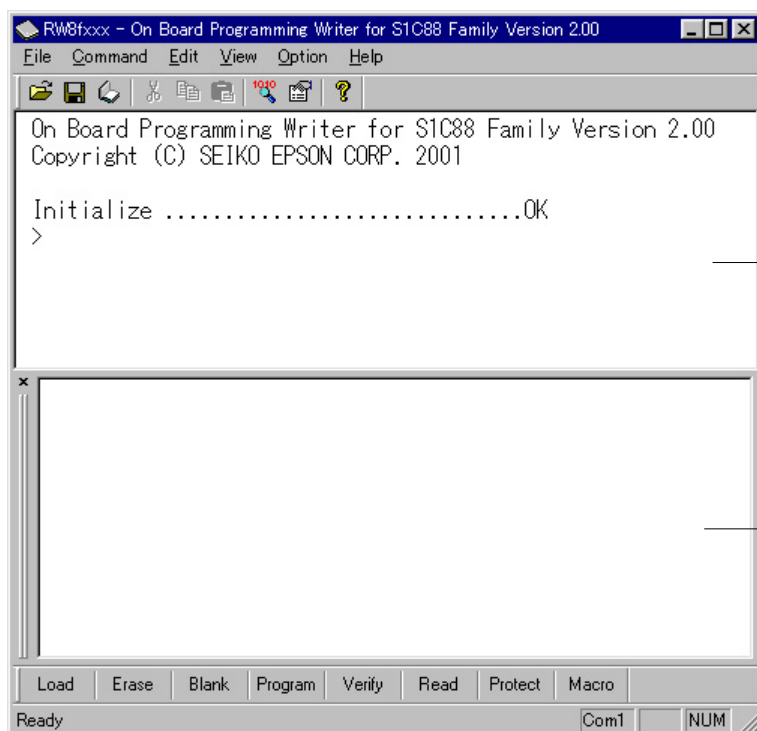 RW8fxxx - On Board Programming Writer for S1C88 Family Version 2.00
File Command Edit View Option Help
1010
On Board Programming Writer for S1C88 Family Version 2.00
Copyright (C) SEIKO EPSON CORP. 2001
Initialize ..............................OK
>
Load Erase Blank Program Verify Read Protect Macro
Ready Com1 NUM